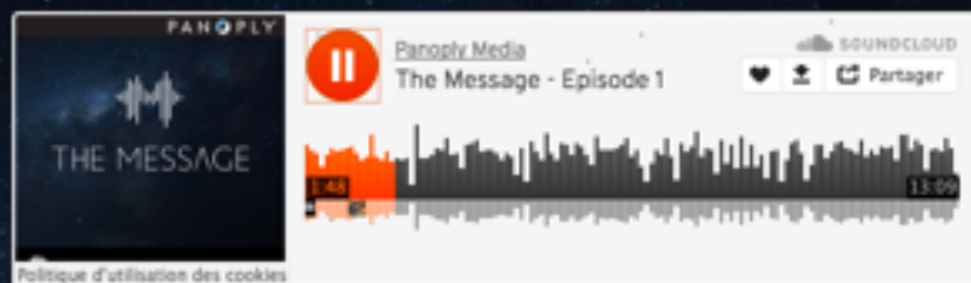 PANOPLY
THE MESSAGE
Politique d'utilisation des cookies
Panoply Media
The Message - Episode 1
SOUNDCLOUD
Partager
1:48
13:09